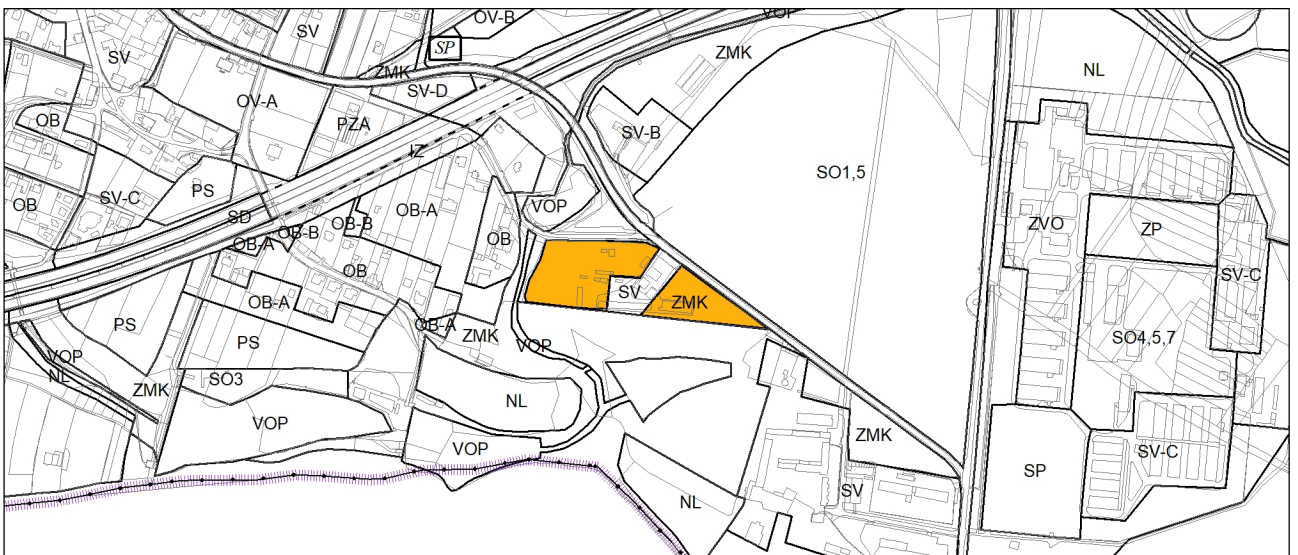 VOP
OV-B
SV
SP
SV
ZMK
ZMK
NL
SV-D
OV-A
PZA
OB
SV-B
IZ
SO1,5
PS
SV-C
OB
VOP
ZVO
ZP
OB-A
SD
OB-B
OB-B
OB-A
OB
OB
SV-C
SV
ZMK
OB-A
PS
OB-A
ZMK
SO4,5,7
PS
VOP
VOP
NL
SO3
ZMK
NL
VOP
VOP
ZMK
SV-C
SP
SV
NL